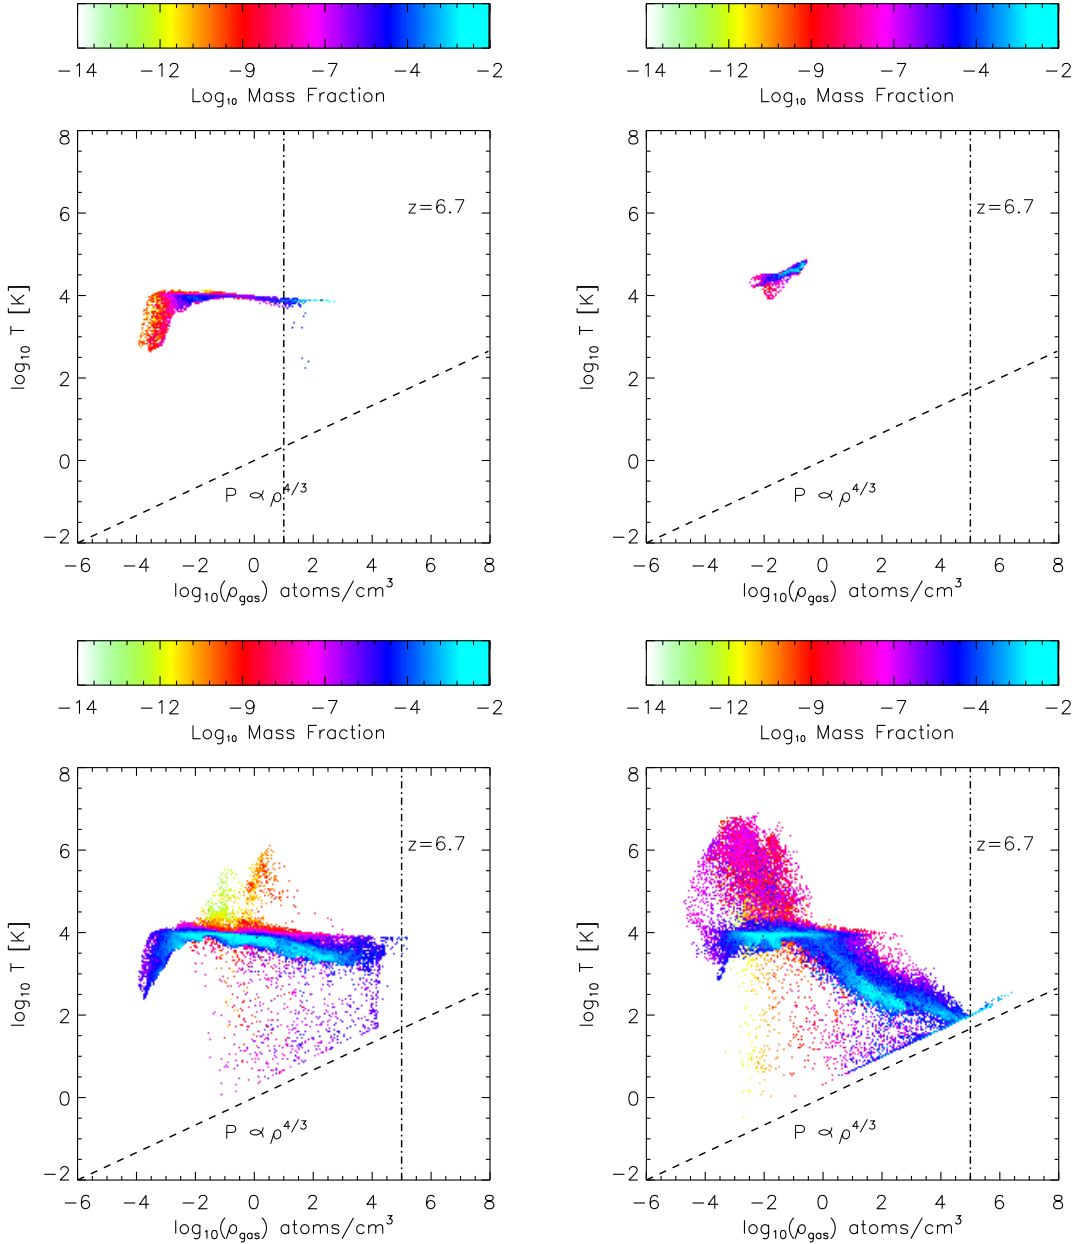 −14 −12 −9 −7 −4 −2
Log₁₀ Mass Fraction
−14 −12 −9 −7 −4 −2
Log₁₀ Mass Fraction
8
6
4
2
0
−2
log₁₀ T [K]
z=6.7
P ∝ ρ^4/3
−6 −4 −2 0 2 4 6 8
log₁₀(ρgas) atoms/cm³
8
6
4
2
0
−2
log₁₀ T [K]
z=6.7
P ∝ ρ^4/3
−6 −4 −2 0 2 4 6 8
log₁₀(ρgas) atoms/cm³
−14 −12 −9 −7 −4 −2
Log₁₀ Mass Fraction
−14 −12 −9 −7 −4 −2
Log₁₀ Mass Fraction
8
6
4
2
0
−2
log₁₀ T [K]
z=6.7
P ∝ ρ^4/3
−6 −4 −2 0 2 4 6 8
log₁₀(ρgas) atoms/cm³
8
6
4
2
0
−2
log₁₀ T [K]
z=6.7
P ∝ ρ^4/3
−6 −4 −2 0 2 4 6 8
log₁₀(ρgas) atoms/cm³